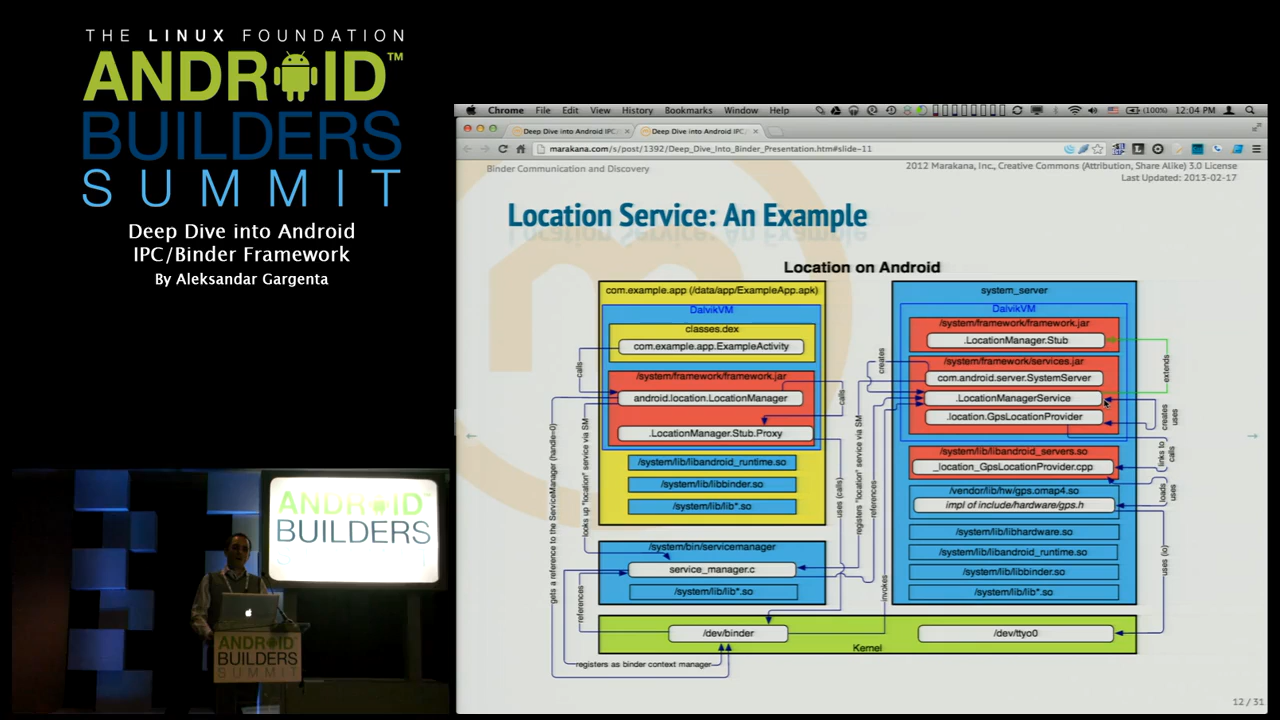 THE LINUX FOUNDATION
ANDROID™
BUILDERS
SUMMIT
Deep Dive into Android
IPC/Binder Framework
By Aleksandar Gargenta
Chrome File Edit View History Bookmarks Window Help
(100%) 12:04 PM
Deep Dive into Android IPC/
Deep Dive into Android IPC/
marakana.com/s/post/1392/Deep_Dive_Into_Binder_Presentation.htm#slide-11
Binder Communication and Discovery
2012 Marakana, Inc., Creative Commons (Attribution, Share Alike) 3.0 License
Last Updated: 2013-02-17
Location Service: An Example
Location on Android
com.example.app (/data/app/ExampleApp.apk)
DalvikVM
classes.dex
com.example.app.ExampleActivity
/system/framework/framework.jar
android.location.LocationManager
.LocationManager.Stub.Proxy
/system/lib/libandroid_runtime.so
/system/lib/libbinder.so
/system/lib/lib*.so
/system/bin/servicemanager
service_manager.c
/system/lib/lib*.so
system_server
DalvikVM
/system/framework/framework.jar
.LocationManager.Stub
/system/framework/services.jar
com.android.server.SystemServer
.LocationManagerService
.location.GpsLocationProvider
/system/lib/libandroid_servers.so
_location_GpsLocationProvider.cpp
/vendor/lib/hw/gps.omap4.so
impl of include/hardware/gps.h
/system/lib/libhardware.so
/system/lib/libandroid_runtime.so
/system/lib/libbinder.so
/system/lib/lib*.so
/dev/binder
/dev/ttyo0
Kernel
registers as binder context manager
calls
gets a reference to the ServiceManager (handle=0)
looks up "location" service via SM
references
calls
uses (calls)
creates
registers "location" service via SM
references
invokes
extends
creates
uses
links to
calls
loads
uses
uses (io)
12 / 31
ANDROID
BUILDERS
ANDROID
BUILDERS
SUMMIT